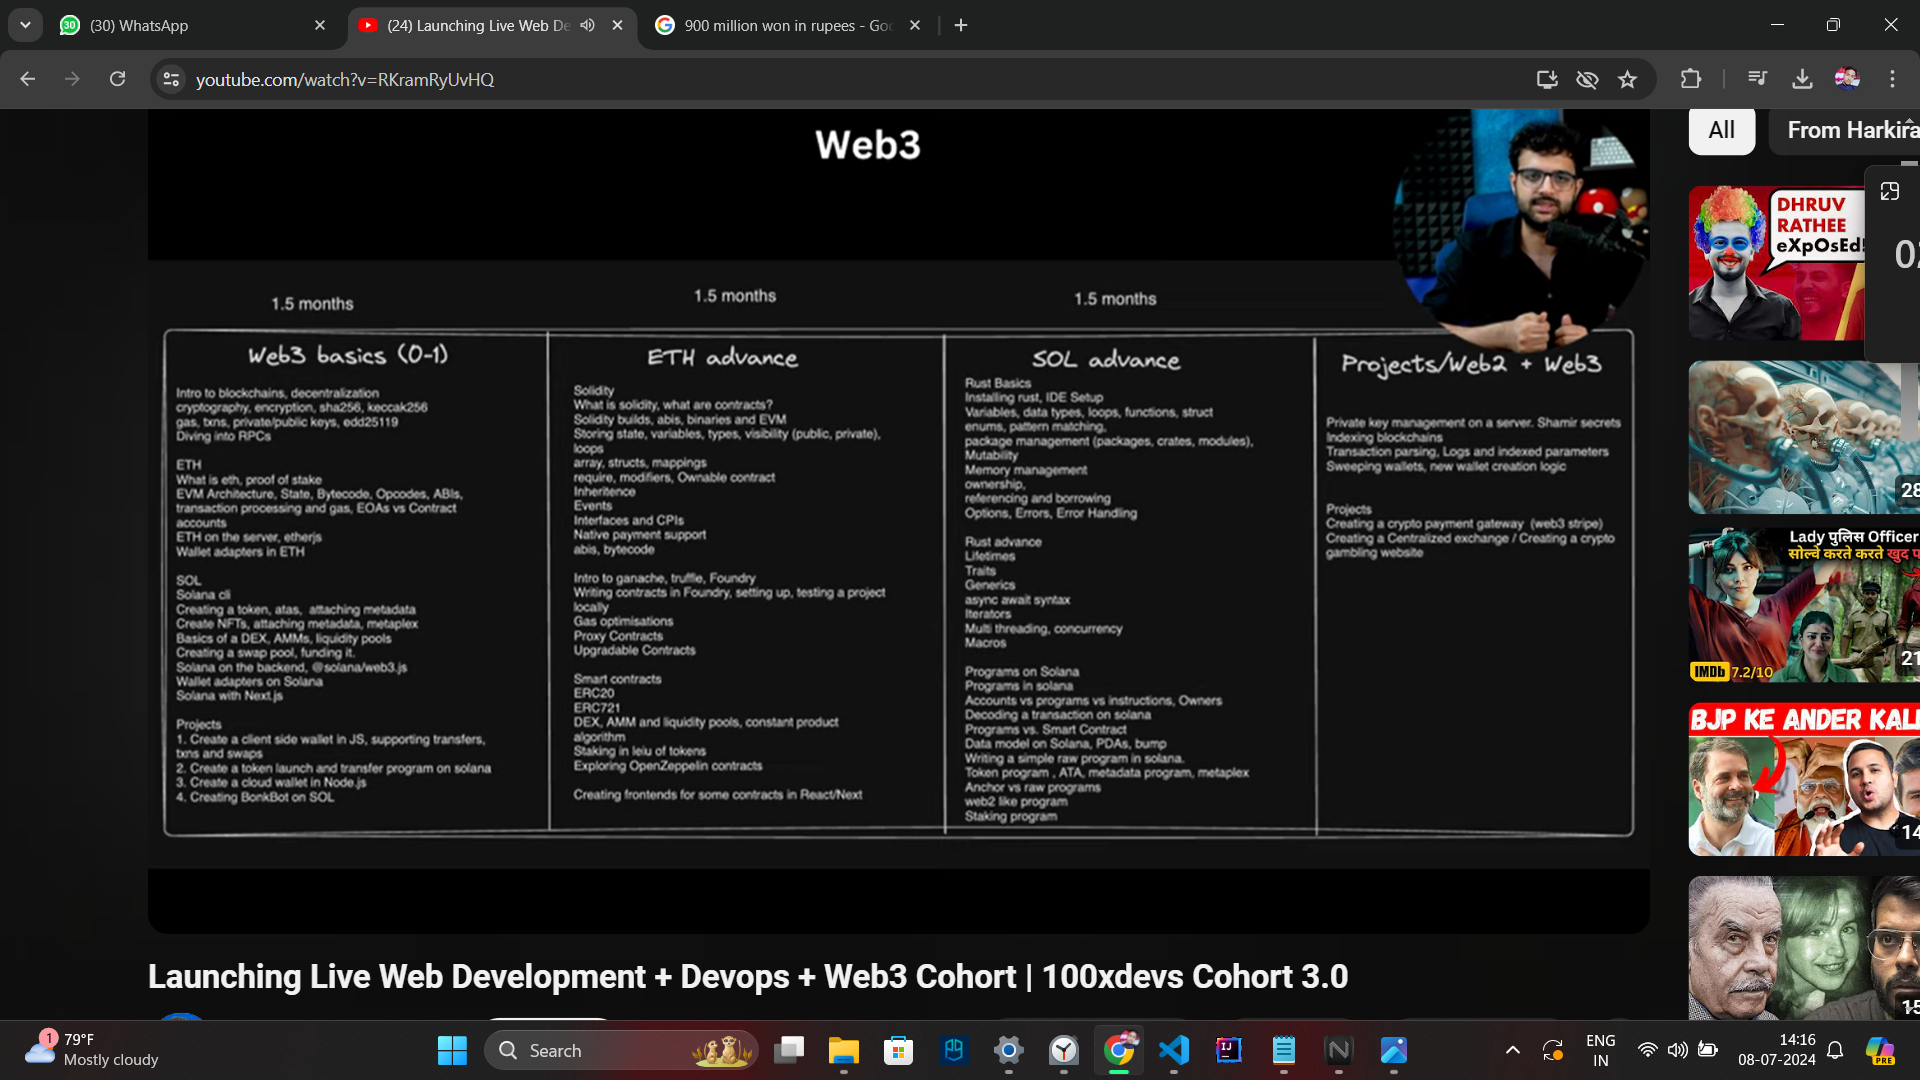 (30) WhatsApp
(24) Launching Live Web De
900 million won in rupees - Goo
youtube.com/watch?v=RKramRyUvHQ
Web3
1.5 months
1.5 months
1.5 months
Web3 basics (0-1)
Intro to blockchains, decentralization
cryptography, encryption, sha256, keccak256
gas, txns, private/public keys, edd25119
Diving into RPCs
ETH
What is eth, proof of stake
EVM Architecture, State, Bytecode, Opcodes, ABIs,
transaction processing and gas, EOAs vs Contract
accounts
ETH on the server, etherjs
Wallet adapters in ETH
SOL
Solana cli
Creating a token, atas, attaching metadata
Create NFTs, attaching metadata, metaplex
Basics of a DEX, AMMs, liquidity pools
Creating a swap pool, funding it.
Solana on the backend, @solana/web3.js
Wallet adapters on Solana
Solana with Next.js
Projects
1. Create a client side wallet in JS, supporting transfers,
txns and swaps
2. Create a token launch and transfer program on solana
3. Create a cloud wallet in Node.js
4. Creating BonkBot on SOL
ETH advance
Solidity
What is solidity, what are contracts?
Solidity builds, abis, binaries and EVM
Storing state, variables, types, visibility (public, private),
loops
array, structs, mappings
require, modifiers, Ownable contract
Inheritence
Events
Interfaces and CPIs
Native payment support
abis, bytecode
Intro to ganache, truffle, Foundry
Writing contracts in Foundry, setting up, testing a project
locally
Gas optimisations
Proxy Contracts
Upgradable Contracts
Smart contracts
ERC20
ERC721
DEX, AMM and liquidity pools, constant product
algorithm
Staking in leiu of tokens
Exploring OpenZeppelin contracts
Creating frontends for some contracts in React/Next
SOL advance
Rust Basics
Installing rust, IDE Setup
Variables, data types, loops, functions, struct
enums, pattern matching,
package management (packages, crates, modules),
Mutability
Memory management
ownership,
referencing and borrowing
Options, Errors, Error Handling
Rust advance
Lifetimes
Traits
Generics
async await syntax
Iterators
Multi threading, concurrency
Macros
Programs on Solana
Programs in solana
Accounts vs programs vs instructions, Owners
Decoding a transaction on solana
Programs vs. Smart Contract
Data model on Solana, PDAs, bump
Writing a simple raw program in solana.
Token program , ATA, metadata program, metaplex
Anchor vs raw programs
web2 like program
Staking program
Projects/Web2 + Web3
Private key management on a server. Shamir secrets
Indexing blockchains
Transaction parsing, Logs and indexed parameters
Sweeping wallets, new wallet creation logic
Projects
Creating a crypto payment gateway (web3 stripe)
Creating a Centralized exchange / Creating a crypto
gambling website
All
From Harkira
DHRUV
RATHEE
eXpOsEd!
02
28
Lady पुलिस Officer
सोल्वे करते करते खुद
IMDb 7.2/10
21
BJP KE ANDER KAL
14
15
Launching Live Web Development + Devops + Web3 Cohort | 100xdevs Cohort 3.0
1
79°F
Mostly cloudy
Search
ENG
IN
14:16
08-07-2024
PRE